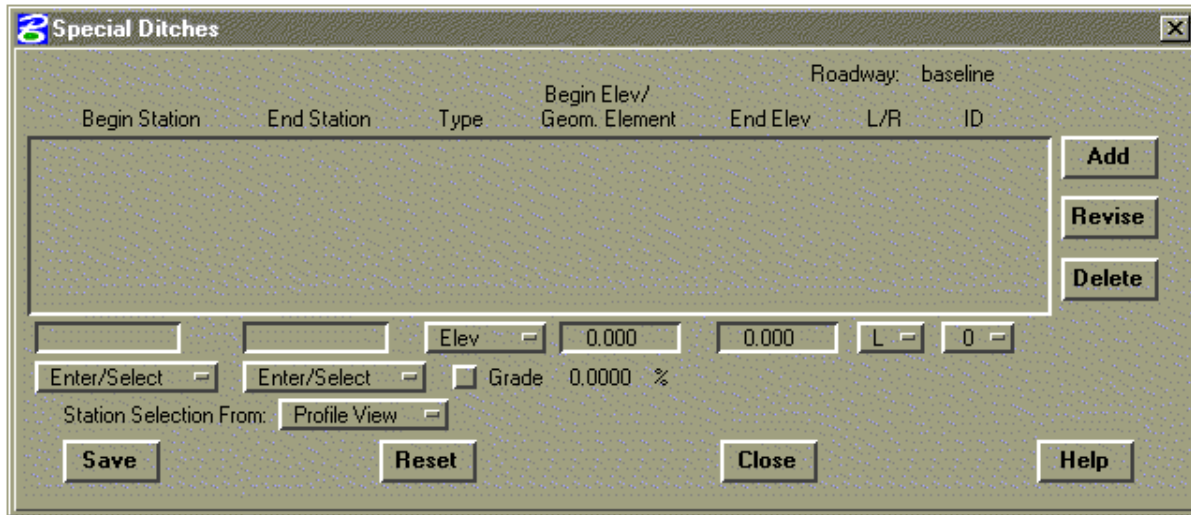 Special Ditches
Roadway: baseline
Begin Station End Station Type Begin Elev/ Geom. Element End Elev L/R ID
Add
Revise
Delete
Elev 0.000 0.000 L 0
Enter/Select Enter/Select Grade 0.0000 %
Station Selection From: Profile View
Save Reset Close Help